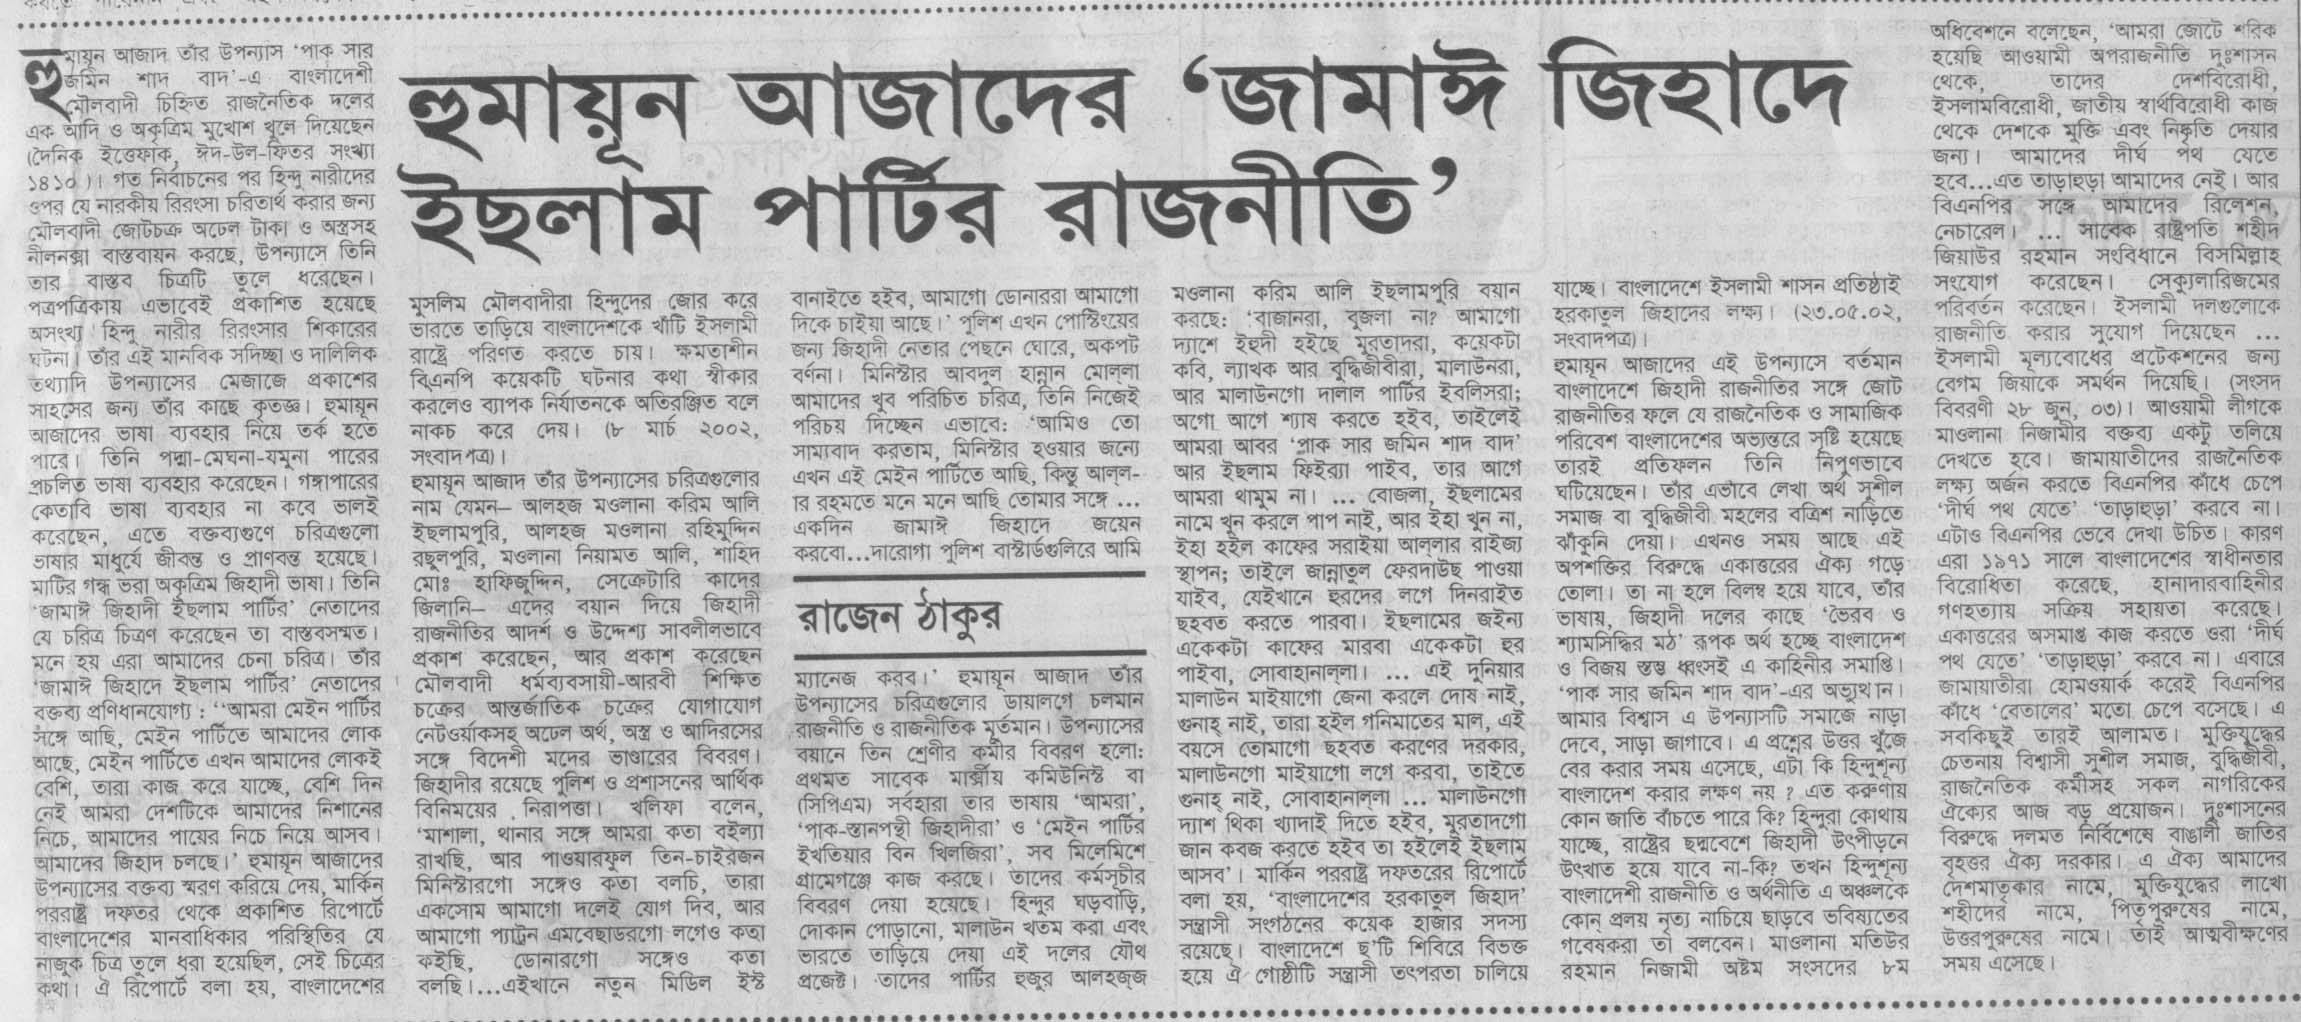 হুমায়ূন আজাদের ‘জামাঈ জিহাদে
ইছলাম পার্টির রাজনীতি’
হুমায়ূন আজাদ তাঁর উপন্যাস ‘পাক সার
জমিন শাদ বাদ’-এ বাংলাদেশী
মৌলবাদী চিহ্নিত রাজনৈতিক দলের
এক আদি ও অকৃত্রিম মুখোশ খুলে দিয়েছেন
(দৈনিক ইত্তেফাক, ঈদ-উল-ফিতর সংখ্যা
১৪১০)। গত নির্বাচনের পর হিন্দু নারীদের
ওপর যে নারকীয় রিরংসা চরিতার্থ করার জন্য
মৌলবাদী জোটচক্র অঢেল টাকা ও অস্ত্রসহ
নীলনক্সা বাস্তবায়ন করছে, উপন্যাসে তিনি
তার বাস্তব চিত্রটি তুলে ধরেছেন।
পত্রপত্রিকায় এভাবেই প্রকাশিত হয়েছে
অসংখ্য হিন্দু নারীর রিরংসার শিকারের
ঘটনা। তাঁর এই মানবিক সদিচ্ছা ও দালিলিক
তথ্যাদি উপন্যাসের মেজাজে প্রকাশের
সাহসের জন্য তাঁর কাছে কৃতজ্ঞ। হুমায়ূন
আজাদের ভাষা ব্যবহার নিয়ে তর্ক হতে
পারে। তিনি পদ্মা-মেঘনা-যমুনা পারের
প্রচলিত ভাষা ব্যবহার করেছেন। গঙ্গাপারের
কেতাবি ভাষা ব্যবহার না কবে ভালই
করেছেন, এতে বক্তব্যগুণে চরিত্রগুলো
ভাষার মাধুর্যে জীবন্ত ও প্রাণবন্ত হয়েছে।
মাটির গন্ধ ভরা অকৃত্রিম জিহাদী ভাষা। তিনি
‘জামাঈ জিহাদী ইছলাম পার্টির’ নেতাদের
যে চরিত্র চিত্রণ করেছেন তা বাস্তবসম্মত।
মনে হয় এরা আমাদের চেনা চরিত্র। তাঁর
‘জামাঈ জিহাদে ইছলাম পার্টির’ নেতাদের
বক্তব্য প্রণিধানযোগ্য : ‘‘আমরা মেইন পার্টির
সঙ্গে আছি, মেইন পার্টিতে আমাদের লোক
আছে, মেইন পার্টিতে এখন আমাদের লোকই
বেশি, তারা কাজ করে যাচ্ছে, বেশি দিন
নেই আমরা দেশটিকে আমাদের নিশানের
নিচে, আমাদের পায়ের নিচে নিয়ে আসব।
আমাদের জিহাদ চলছে।’ হুমায়ূন আজাদের
উপন্যাসের বক্তব্য স্মরণ করিয়ে দেয়, মার্কিন
পররাষ্ট্র দফতর থেকে প্রকাশিত রিপোর্টে
বাংলাদেশের মানবাধিকার পরিস্থিতির যে
নাজুক চিত্র তুলে ধরা হয়েছিল, সেই চিত্রের
কথা। ঐ রিপোর্টে বলা হয়, বাংলাদেশের
মুসলিম মৌলবাদীরা হিন্দুদের জোর করে
ভারতে তাড়িয়ে বাংলাদেশকে খাঁটি ইসলামী
রাষ্ট্রে পরিণত করতে চায়। ক্ষমতাশীন
বিএনপি কয়েকটি ঘটনার কথা স্বীকার
করলেও ব্যাপক নির্যাতনকে অতিরঞ্জিত বলে
নাকচ করে দেয়। (৮ মার্চ ২০০২,
সংবাদপত্র)।
হুমায়ূন আজাদ তাঁর উপন্যাসের চরিত্রগুলোর
নাম যেমন— আলহজ মওলানা করিম আলি
ইছলামপুরি, আলহজ মওলানা রহিমুদ্দিন
রছুলপুরি, মওলানা নিয়ামত আলি, শাহিদ
মোঃ হাফিজুদ্দিন, সেক্রেটারি কাদের
জিলানি— এদের বয়ান দিয়ে জিহাদী
রাজনীতির আদর্শ ও উদ্দেশ্য সাবলীলভাবে
প্রকাশ করেছেন, আর প্রকাশ করেছেন
মৌলবাদী ধর্মব্যবসায়ী-আরবী শিক্ষিত
চক্রের আন্তর্জাতিক চক্রের যোগাযোগ
নেটওয়ার্কসহ অঢেল অর্থ, অস্ত্র ও আদিরসের
সঙ্গে বিদেশী মদের ভাণ্ডারের বিবরণ।
জিহাদীর রয়েছে পুলিশ ও প্রশাসনের আর্থিক
বিনিময়ের নিরাপত্তা। খলিফা বলেন,
‘মাশালা, থানার সঙ্গে আমরা কতা বইল্যা
রাখছি, আর পাওয়ারফুল তিন-চাইরজন
মিনিস্টারগো সঙ্গেও কতা বলচি, তারা
একসোম আমাগো দলেই যোগ দিব, আর
আমাগো প্যাট্রন এমবেছাডরগো লগেও কতা
কইছি, ডোনারগো সঙ্গেও কতা
বলছি।...এইখানে নতুন মিডিল ইস্ট
বানাইতে হইব, আমাগো ডোনাররা আমাগো
দিকে চাইয়া আছে।’ পুলিশ এখন পোস্টিংয়ের
জন্য জিহাদী নেতার পেছনে ঘোরে, অকপট
বর্ণনা। মিনিস্টার আবদুল হান্নান মোল্লা
আমাদের খুব পরিচিত চরিত্র, তিনি নিজেই
পরিচয় দিচ্ছেন এভাবে: ‘আমিও তো
সাম্যবাদ করতাম, মিনিস্টার হওয়ার জন্যে
এখন এই মেইন পার্টিতে আছি, কিন্তু আল্ল-
ার রহমতে মনে মনে আছি তোমার সঙ্গে ...
একদিন জামাঈ জিহাদে জয়েন
করবো...দারোগা পুলিশ বাস্টার্ডগুলিরে আমি
রাজেন ঠাকুর
ম্যানেজ করব।’ হুমায়ূন আজাদ তাঁর
উপন্যাসের চরিত্রগুলোর ডায়ালগে চলমান
রাজনীতি ও রাজনীতিক মূর্তমান। উপন্যাসের
বয়ানে তিন শ্রেণীর কর্মীর বিবরণ হলো:
প্রথমত সাবেক মার্ক্সীয় কমিউনিস্ট বা
(সিপিএম) সর্বহারা তার ভাষায় ‘আমরা’,
‘পাক-স্তানপন্থী জিহাদীরা’ ও ‘মেইন পার্টির
ইখতিয়ার বিন খিলজিরা’, সব মিলেমিশে
গ্রামেগঞ্জে কাজ করছে। তাদের কর্মসূচীর
বিবরণ দেয়া হয়েছে। হিন্দুর ঘড়বাড়ি,
দোকান পোড়ানো, মালাউন খতম করা এবং
ভারতে তাড়িয়ে দেয়া এই দলের যৌথ
প্রজেক্ট। তাদের পার্টির হুজুর আলহজ্জ
মওলানা করিম আলি ইছলামপুরি বয়ান
করছে: ‘বাজানরা, বুজলা না? আমাগো
দ্যাশে ইহুদী হইছে মুরতাদরা, কয়েকটা
কবি, ল্যাখক আর বুদ্ধিজীবীরা, মালাউনরা,
আর মালাউনগো দালাল পার্টির ইবলিসরা;
অগো আগে শ্যাষ করতে হইব, তাইলেই
আমরা আবর ‘পাক সার জমিন শাদ বাদ’
আর ইছলাম ফিইর‍্যা পাইব, তার আগে
আমরা থামুম না। ... বোজলা, ইছলামের
নামে খুন করলে পাপ নাই, আর ইহা খুন না,
ইহা হইল কাফের সরাইয়া আল্লার রাইজ্য
স্থাপন; তাইলে জান্নাতুল ফেরদাউছ পাওয়া
যাইব, যেইখানে হুরদের লগে দিনরাইত
ছহবত করতে পারবা। ইছলামের জইন্য
একেকটা কাফের মারবা একেকটা হুর
পাইবা, সোবাহানাল্লা। ... এই দুনিয়ার
মালাউন মাইয়াগো জেনা করলে দোষ নাই,
গুনাহ্ নাই, তারা হইল গনিমাতের মাল, এই
বয়সে তোমাগো ছহবত করণের দরকার,
মালাউনগো মাইয়াগো লগে করবা, তাইতে
গুনাহ্ নাই, সোবাহানাল্লা ... মালাউনগো
দ্যাশ থিকা খ্যাদাই দিতে হইব, মুরতাদগো
জান কবজ করতে হইব তা হইলেই ইছলাম
আসব’। মার্কিন পররাষ্ট্র দফতরের রিপোর্টে
বলা হয়, ‘বাংলাদেশের হরকাতুল জিহাদ’
সন্ত্রাসী সংগঠনের কয়েক হাজার সদস্য
রয়েছে। বাংলাদেশে ছ’টি শিবিরে বিভক্ত
হয়ে ঐ গোষ্ঠীটি সন্ত্রাসী তৎপরতা চালিয়ে
যাচ্ছে। বাংলাদেশে ইসলামী শাসন প্রতিষ্ঠাই
হরকাতুল জিহাদের লক্ষ্য। (২৩.০৫.০২,
সংবাদপত্র)।
হুমায়ূন আজাদের এই উপন্যাসে বর্তমান
বাংলাদেশে জিহাদী রাজনীতির সঙ্গে জোট
রাজনীতির ফলে যে রাজনৈতিক ও সামাজিক
পরিবেশ বাংলাদেশের অভ্যন্তরে সৃষ্টি হয়েছে
তারই প্রতিফলন তিনি নিপুণভাবে
ঘটিয়েছেন। তাঁর এভাবে লেখা অর্থ সুশীল
সমাজ বা বুদ্ধিজীবী মহলের বত্রিশ নাড়িতে
ঝাঁকুনি দেয়া। এখনও সময় আছে এই
অপশক্তির বিরুদ্ধে একাত্তরের ঐক্য গড়ে
তোলা। তা না হলে বিলম্ব হয়ে যাবে, তাঁর
ভাষায়, জিহাদী দলের কাছে ‘ভৈরব ও
শ্যামসিদ্ধির মঠ’ রূপক অর্থ হচ্ছে বাংলাদেশ
ও বিজয় স্তম্ভ ধ্বংসই এ কাহিনীর সমাপ্তি।
‘পাক সার জমিন শাদ বাদ’-এর অভ্যুত্থান।
আমার বিশ্বাস এ উপন্যাসটি সমাজে নাড়া
দেবে, সাড়া জাগাবে। এ প্রশ্নের উত্তর খুঁজে
বের করার সময় এসেছে, এটা কি হিন্দুশূন্য
বাংলাদেশ করার লক্ষণ নয় ? এত করুণায়
কোন জাতি বাঁচতে পারে কি? হিন্দুরা কোথায়
যাচ্ছে, রাষ্ট্রের ছদ্মবেশে জিহাদী উৎপীড়নে
উৎখাত হয়ে যাবে না-কি? তখন হিন্দুশূন্য
বাংলাদেশী রাজনীতি ও অর্থনীতি এ অঞ্চলকে
কোন্ প্রলয় নৃত্য নাচিয়ে ছাড়বে ভবিষ্যতের
গবেষকরা তা বলবেন। মাওলানা মতিউর
রহমান নিজামী অষ্টম সংসদের ৮ম
অধিবেশনে বলেছেন, ‘আমরা জোটে শরিক
হয়েছি আওয়ামী অপরাজনীতি দুঃশাসন
থেকে, তাদের দেশবিরোধী,
ইসলামবিরোধী, জাতীয় স্বার্থবিরোধী কাজ
থেকে দেশকে মুক্তি এবং নিষ্কৃতি দেয়ার
জন্য। আমাদের দীর্ঘ পথ যেতে
হবে...এত তাড়াহুড়া আমাদের নেই। আর
বিএনপির সঙ্গে আমাদের রিলেশন,
নেচারেল। ... সাবেক রাষ্ট্রপতি শহীদ
জিয়াউর রহমান সংবিধানে বিসমিল্লাহ
সংযোগ করেছেন। সেকুলারিজমের
পরিবর্তন করেছেন। ইসলামী দলগুলোকে
রাজনীতি করার সুযোগ দিয়েছেন ...
ইসলামী মূল্যবোধের প্রটেকশনের জন্য
বেগম জিয়াকে সমর্থন দিয়েছি। (সংসদ
বিবরণী ২৮ জুন, ০৩)। আওয়ামী লীগকে
মাওলানা নিজামীর বক্তব্য একটু তলিয়ে
দেখতে হবে। জামায়াতীদের রাজনৈতিক
লক্ষ্য অর্জন করতে বিএনপির কাঁধে চেপে
‘দীর্ঘ পথ যেতে’ ‘তাড়াহুড়া’ করবে না।
এটাও বিএনপির ভেবে দেখা উচিত। কারণ
এরা ১৯৭১ সালে বাংলাদেশের স্বাধীনতার
বিরোধিতা করেছে, হানাদারবাহিনীর
গণহত্যায় সক্রিয় সহায়তা করেছে।
একাত্তরের অসমাপ্ত কাজ করতে ওরা ‘দীর্ঘ
পথ যেতে’ ‘তাড়াহুড়া’ করবে না। এবারে
জামায়াতীরা হোমওয়ার্ক করেই বিএনপির
কাঁধে ‘বেতালের’ মতো চেপে বসেছে। এ
সবকিছুই তারই আলামত। মুক্তিযুদ্ধের
চেতনায় বিশ্বাসী সুশীল সমাজ, বুদ্ধিজীবী,
রাজনৈতিক কর্মীসহ সকল নাগরিকের
ঐক্যের আজ বড় প্রয়োজন। দুঃশাসনের
বিরুদ্ধে দলমত নির্বিশেষে বাঙালী জাতির
বৃহত্তর ঐক্য দরকার। এ ঐক্য আমাদের
দেশমাতৃকার নামে, মুক্তিযুদ্ধের লাখো
শহীদের নামে, পিতৃপুরুষের নামে,
উত্তরপুরুষের নামে। তাই আত্মবীক্ষণের
সময় এসেছে।